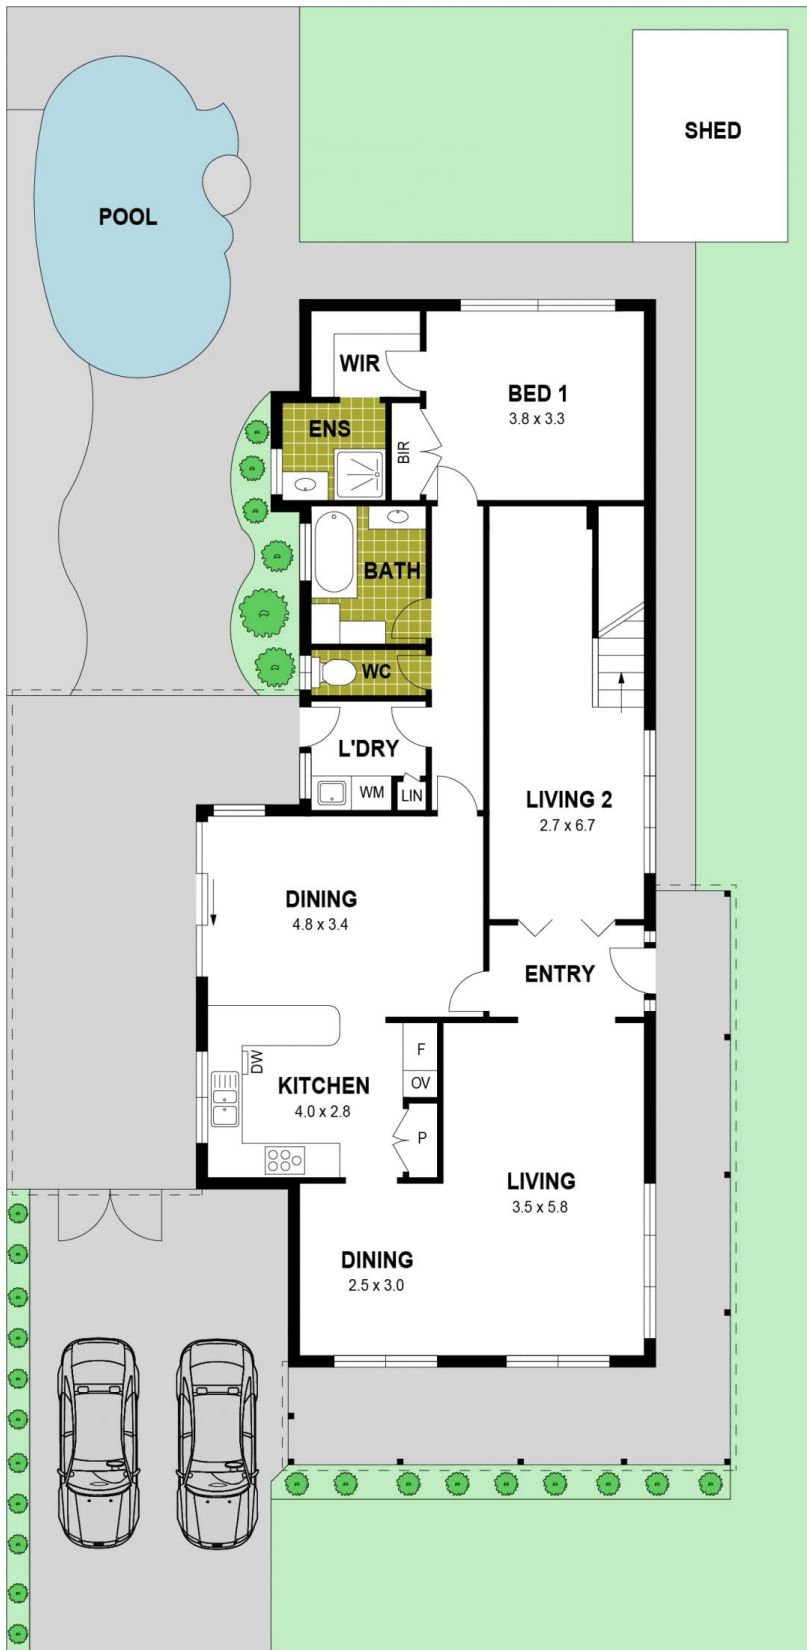 SHED
POOL
WIR
BED 1
3.8 x 3.3
ENS
BIR
BATH
WC
L'DRY
WM
LIN
LIVING 2
2.7 x 6.7
DINING
4.8 x 3.4
ENTRY
F
DW
KITCHEN
4.0 x 2.8
OV
P
LIVING
3.5 x 5.8
DINING
2.5 x 3.0